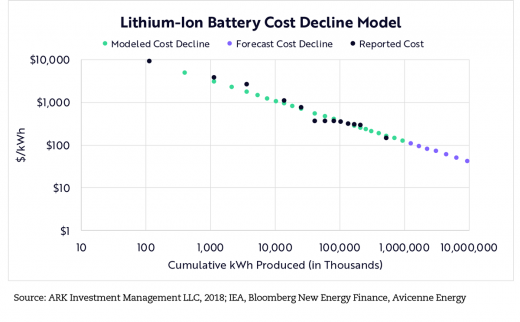 Lithium-Ion Battery Cost Decline Model
Modeled Cost Decline Forecast Cost Decline Reported Cost
$10,000
$1,000
$100
$10
$1
$/kWh
10 100 1,000 10,000 100,000 1,000,000 10,000,000
Cumulative kWh Produced (in Thousands)
Source: ARK Investment Management LLC, 2018; IEA, Bloomberg New Energy Finance, Avicenne Energy